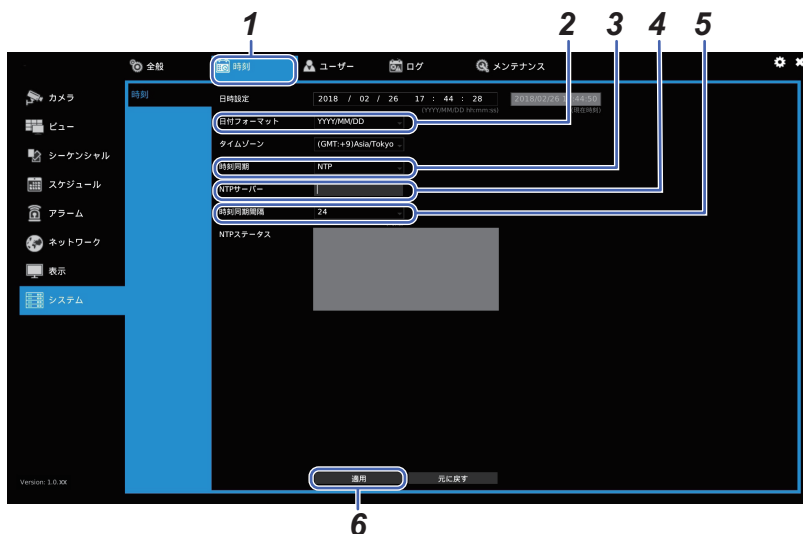 1 2 3 4 5
全般 時刻 ユーザー ログ メンテナンス
カメラ
ビュー
シーケンシャル
スケジュール
アラーム
ネットワーク
表示
システム
Version: 1.0.XX
時刻
日時設定 2018 / 02 / 26 17 : 44 : 28 2018/02/26 1 :44:50
(YYYY/MM/DD hh:mm:ss) 現在時刻)
日付フォーマット YYYY/MM/DD
タイムゾーン (GMT:+9)Asia/Tokyo
時刻同期 NTP
NTPサーバー
時刻同期間隔 24
NTPステータス
適用 元に戻す
6